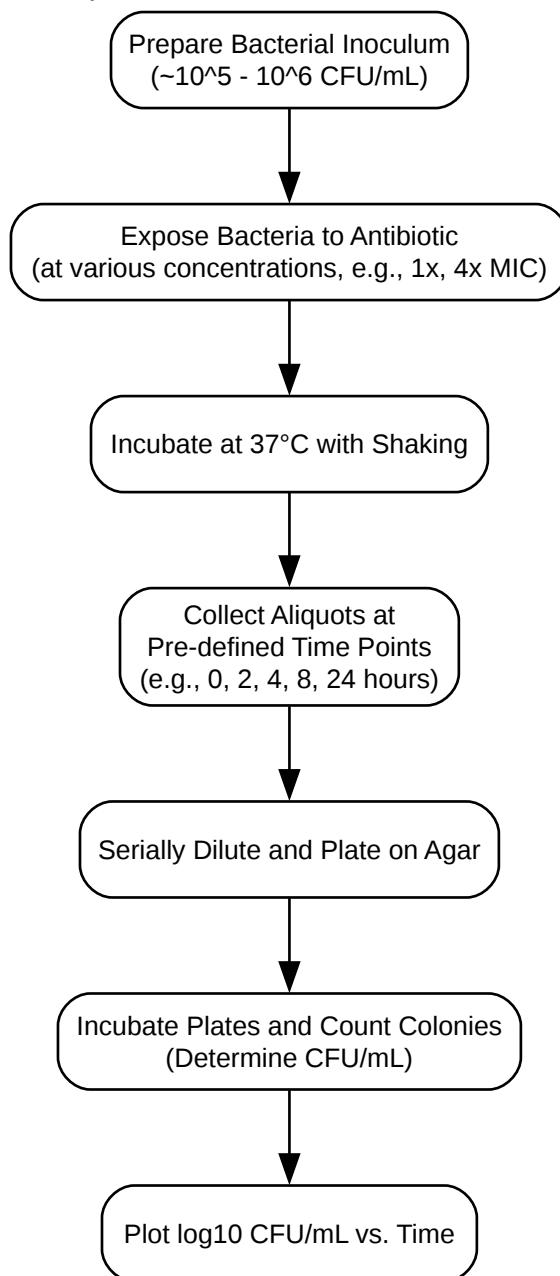 Prepare Bacterial Inoculum
(~10^5 - 10^6 CFU/mL)
Expose Bacteria to Antibiotic
(at various concentrations, e.g., 1x, 4x MIC)
Incubate at 37°C with Shaking
Collect Aliquots at
Pre-defined Time Points
(e.g., 0, 2, 4, 8, 24 hours)
Serially Dilute and Plate on Agar
Incubate Plates and Count Colonies
(Determine CFU/mL)
Plot log10 CFU/mL vs. Time